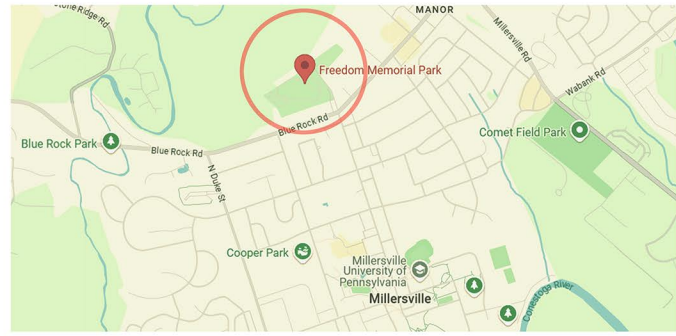 MANOR
Stone Ridge Rd
Millersville Rd
Freedom Memorial Park
Wabank Rd
Blue Rock Rd
Comet Field Park
Blue Rock Park
Blue Rock Rd
N Duke St
Cooper Park
Millersville
University of
Pennsylvania
Millersville
Conestoga River